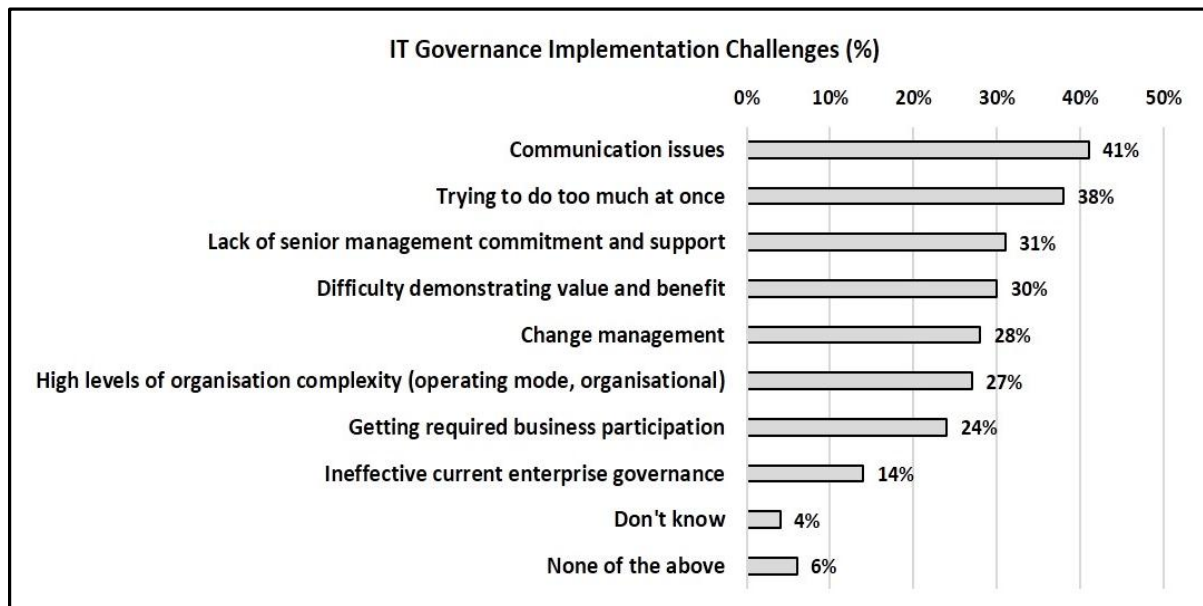 IT Governance Implementation Challenges (%)
0% 10% 20% 30% 40% 50%
Communication issues 41%
Trying to do too much at once 38%
Lack of senior management commitment and support 31%
Difficulty demonstrating value and benefit 30%
Change management 28%
High levels of organisation complexity (operating mode, organisational) 27%
Getting required business participation 24%
Ineffective current enterprise governance 14%
Don't know 4%
None of the above 6%